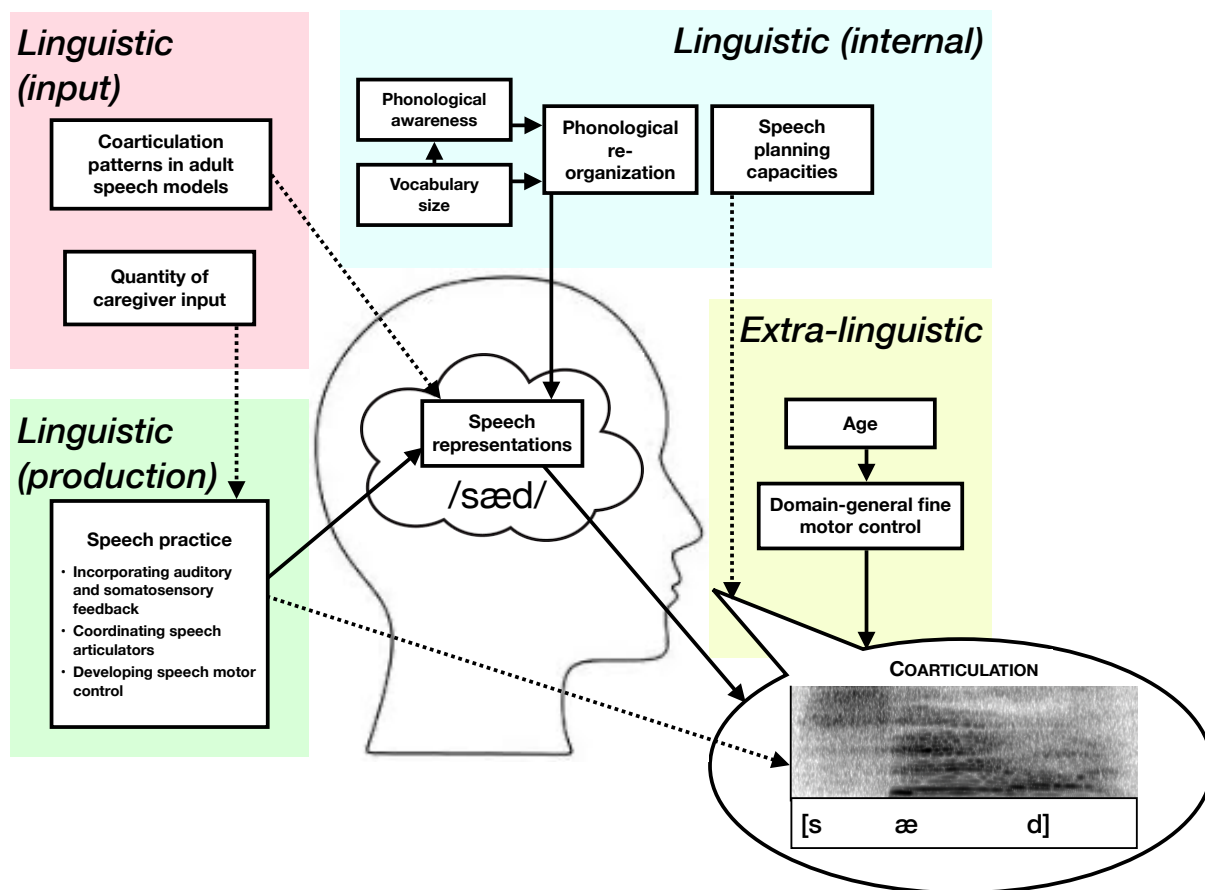 Linguistic
(input)
Coarticulation
patterns in adult
speech models
Quantity of
caregiver input
Linguistic (internal)
Phonological
awareness
Vocabulary
size
Phonological
re-
organization
Speech
planning
capacities
Extra-linguistic
Age
Domain-general fine
motor control
Linguistic
(production)
Speech practice
• Incorporating auditory
and somatosensory
feedback
• Coordinating speech
articulators
• Developing speech motor
control
Speech
representations
/sæd/
COARTICULATION
[s æ d]